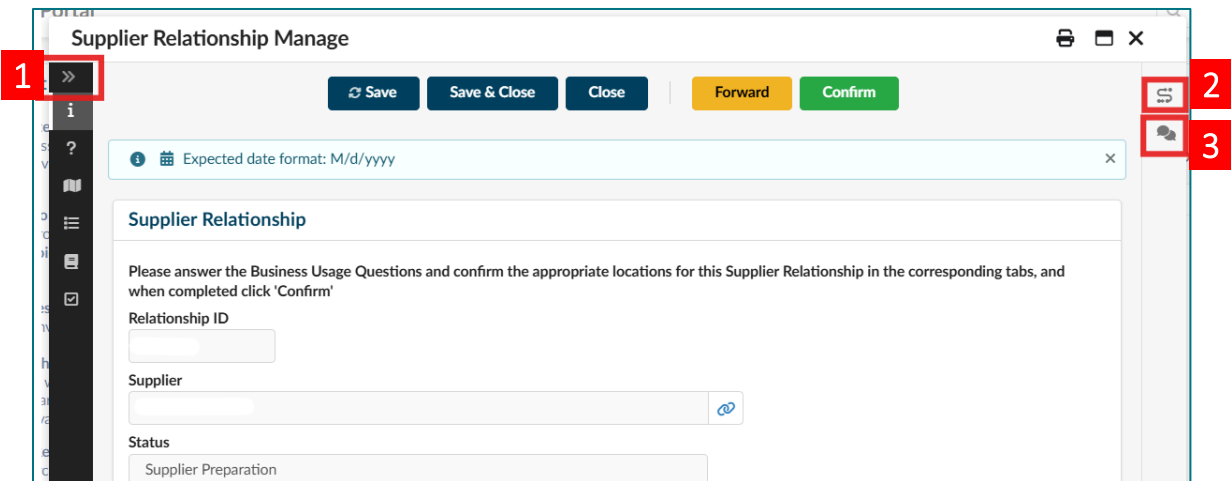 Portal
Supplier Relationship Manage
1
Save Save & Close Close Forward Confirm
2
3
Expected date format: M/d/yyyy
Supplier Relationship
Please answer the Business Usage Questions and confirm the appropriate locations for this Supplier Relationship in the corresponding tabs, and
when completed click 'Confirm'
Relationship ID
Supplier
Status
Supplier Preparation